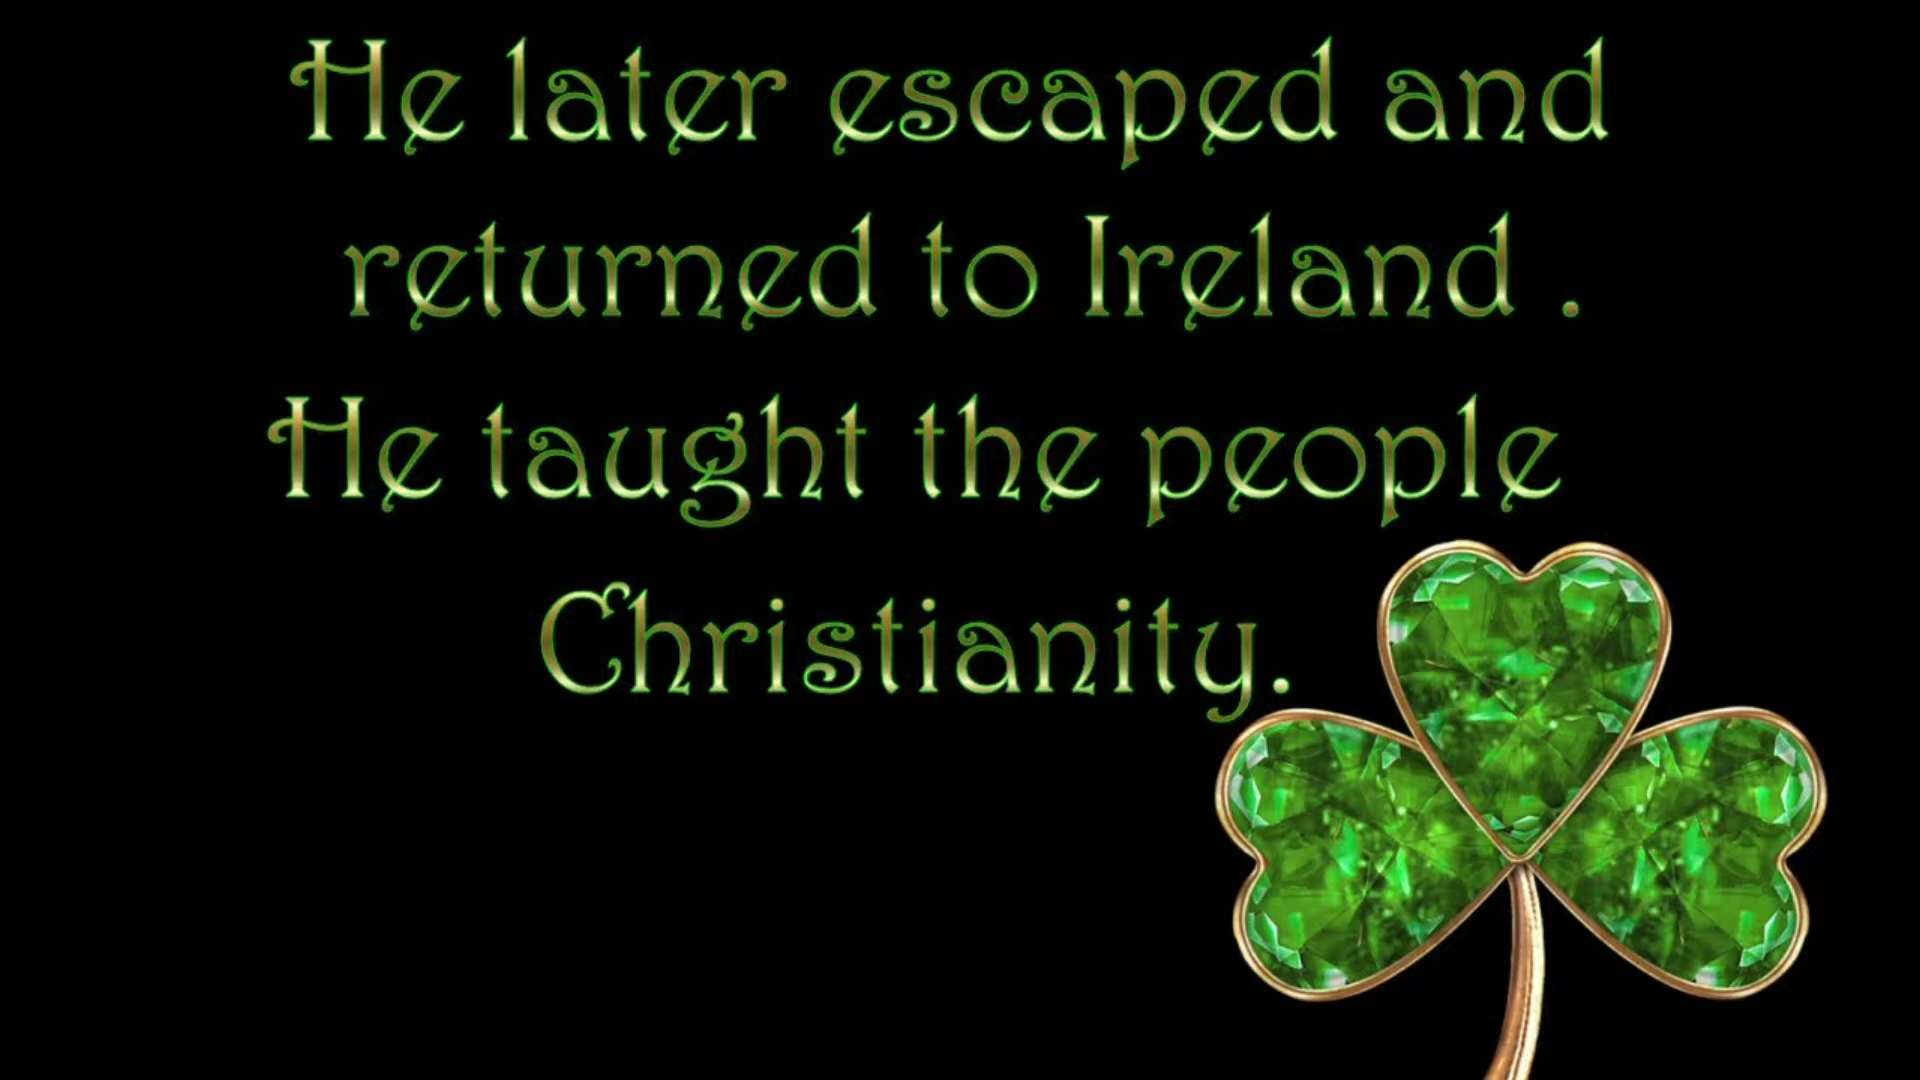 He later escaped and
returned to Ireland .
He taught the people
Christianity.